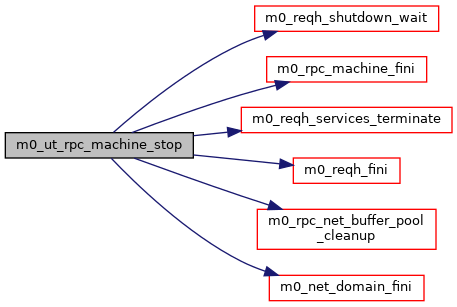 m0_reqh_shutdown_wait
m0_rpc_machine_fini
m0_reqh_services_terminate
m0_ut_rpc_machine_stop
m0_reqh_fini
m0_rpc_net_buffer_pool
_cleanup
m0_net_domain_fini